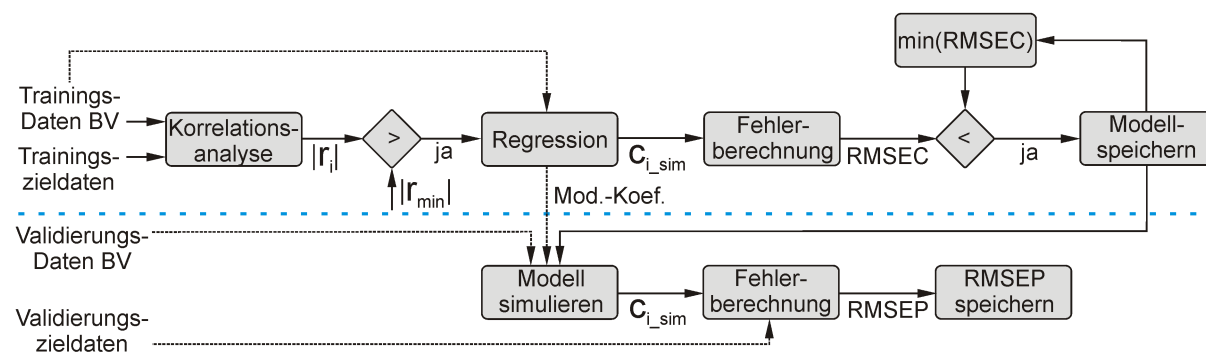 min(RMSEC)
Trainings-
Daten BV
Trainings-
zieldaten
Korrelations-
analyse
|r_i|
>
|r_min|
ja
Regression
c_i_sim
Fehler-
berechnung
RMSEC
<
ja
Modell-
speichern
Mod.-Koef.
Validierungs-
Daten BV
Validierungs-
zieldaten
Modell
simulieren
c_i_sim
Fehler-
berechnung
RMSEP
RMSEP
speichern